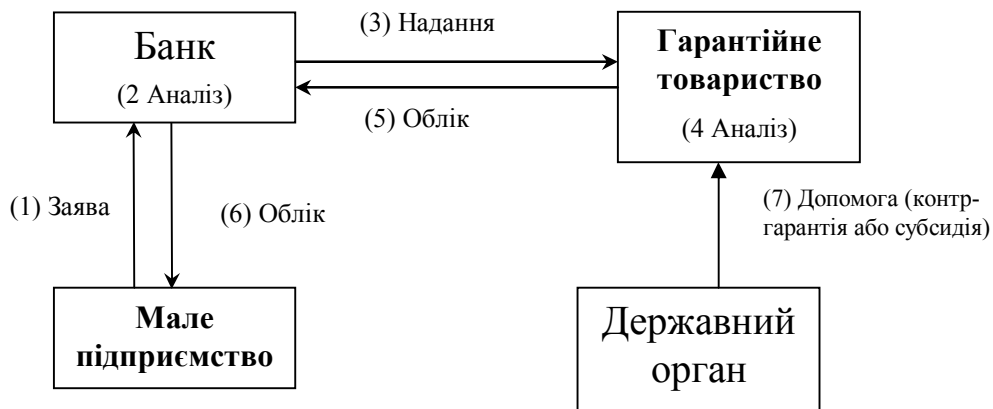 (3) Надання
Банк
(2 Аналіз)
Гарантійне
товариство
(4 Аналіз)
(5) Облік
(1) Заява
(6) Облік
(7) Допомога (контр-
гарантія або субсидія)
Мале
підприємство
Державний
орган